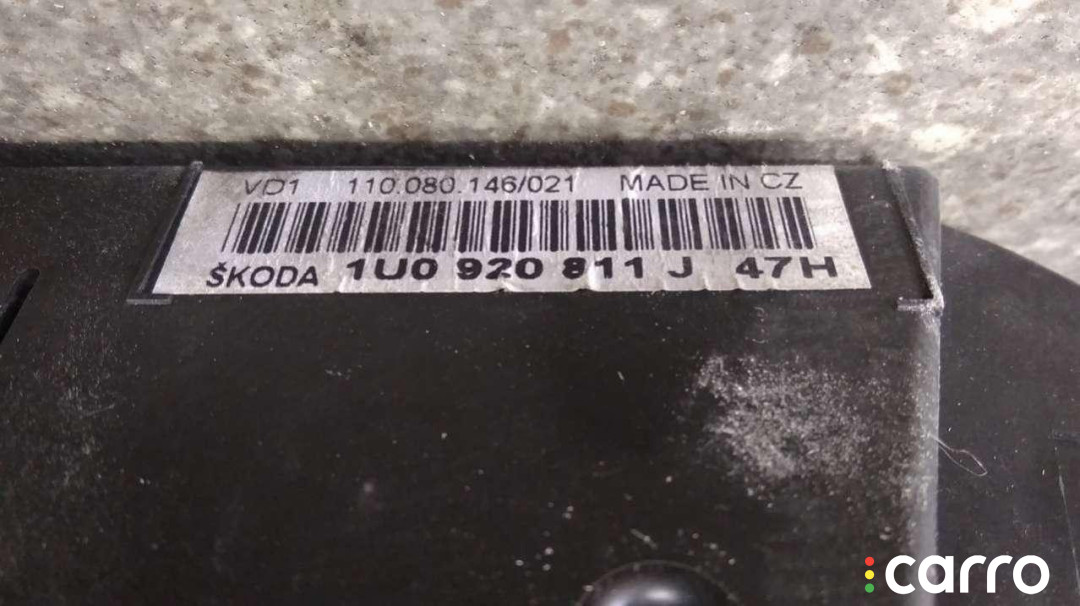 VD1 110.080.146/021 MADE IN CZ
ŠKODA 1U0 920 811 J 47H
carro